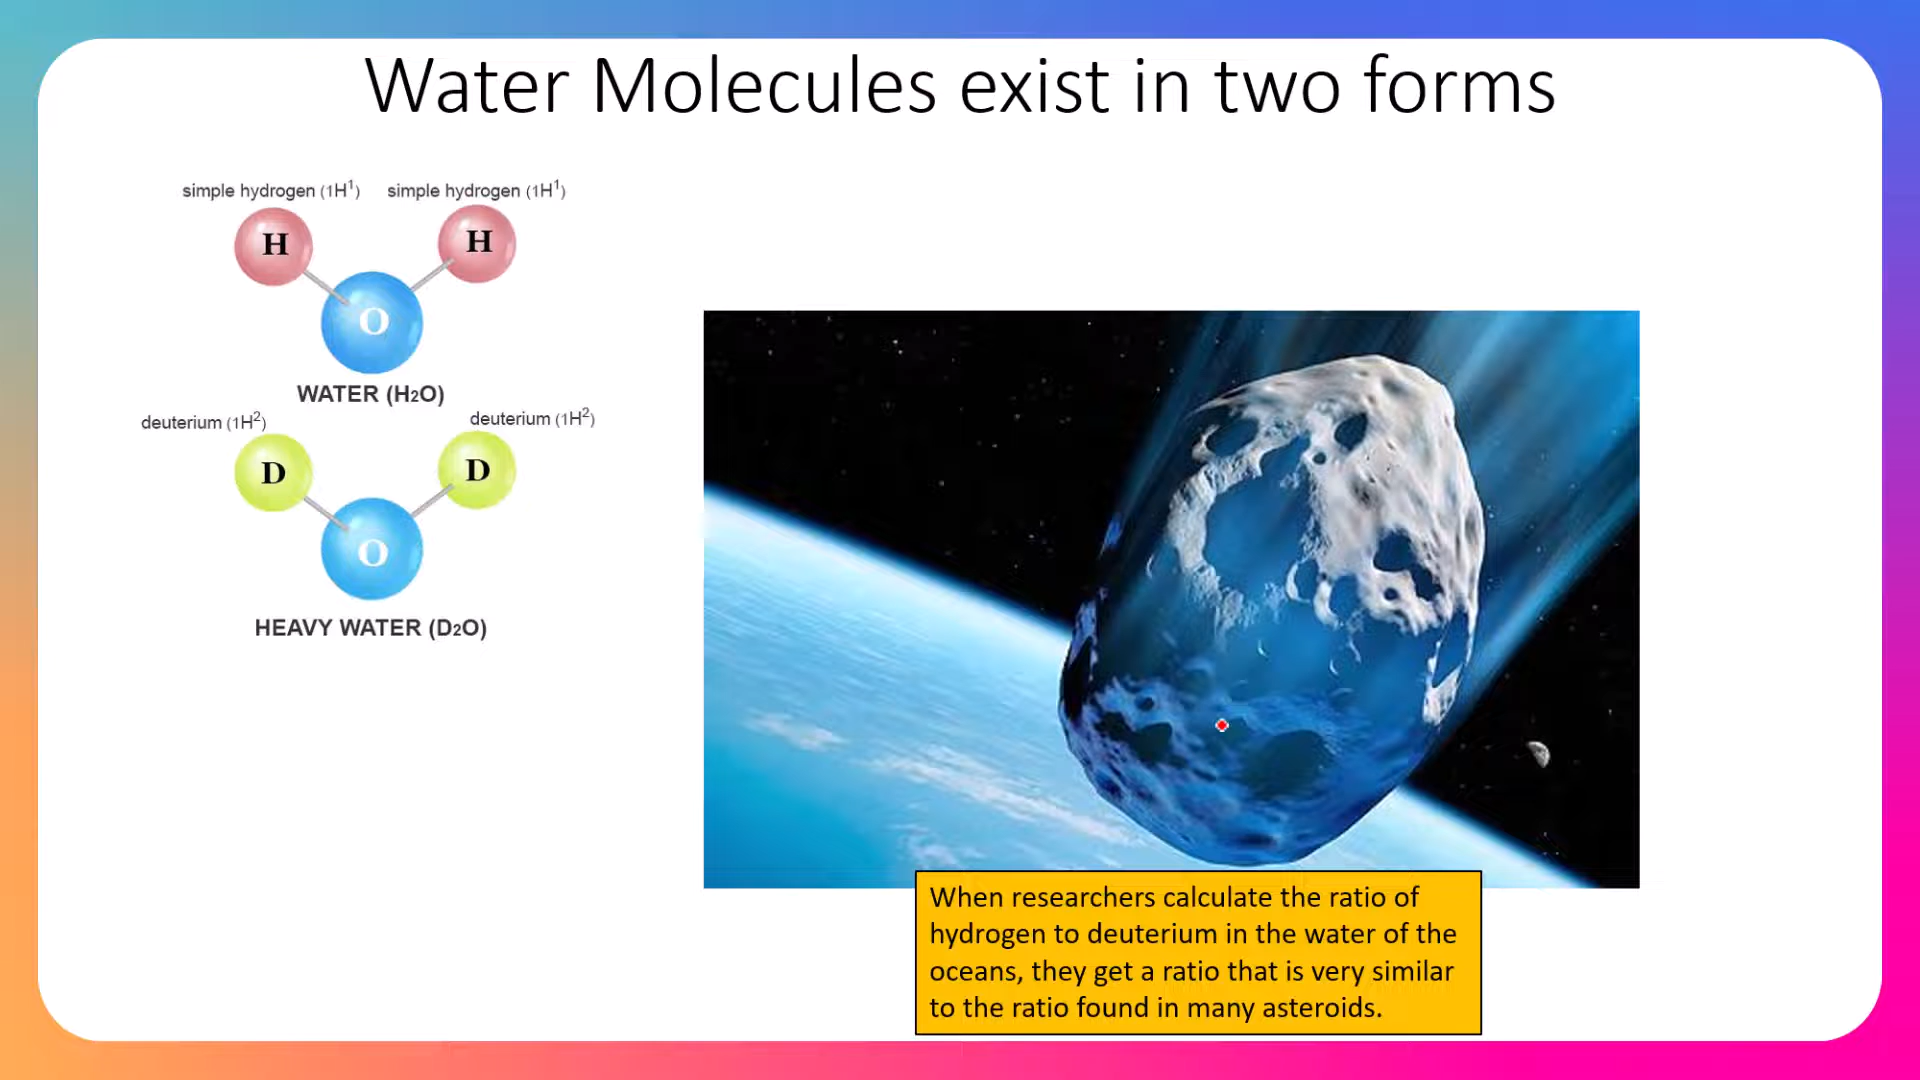 Water Molecules exist in two forms
simple hydrogen (1H¹) simple hydrogen (1H¹)
H H
O
WATER (H2O)
deuterium (1H²) deuterium (1H²)
D D
O
HEAVY WATER (D2O)
When researchers calculate the ratio of
hydrogen to deuterium in the water of the
oceans, they get a ratio that is very similar
to the ratio found in many asteroids.